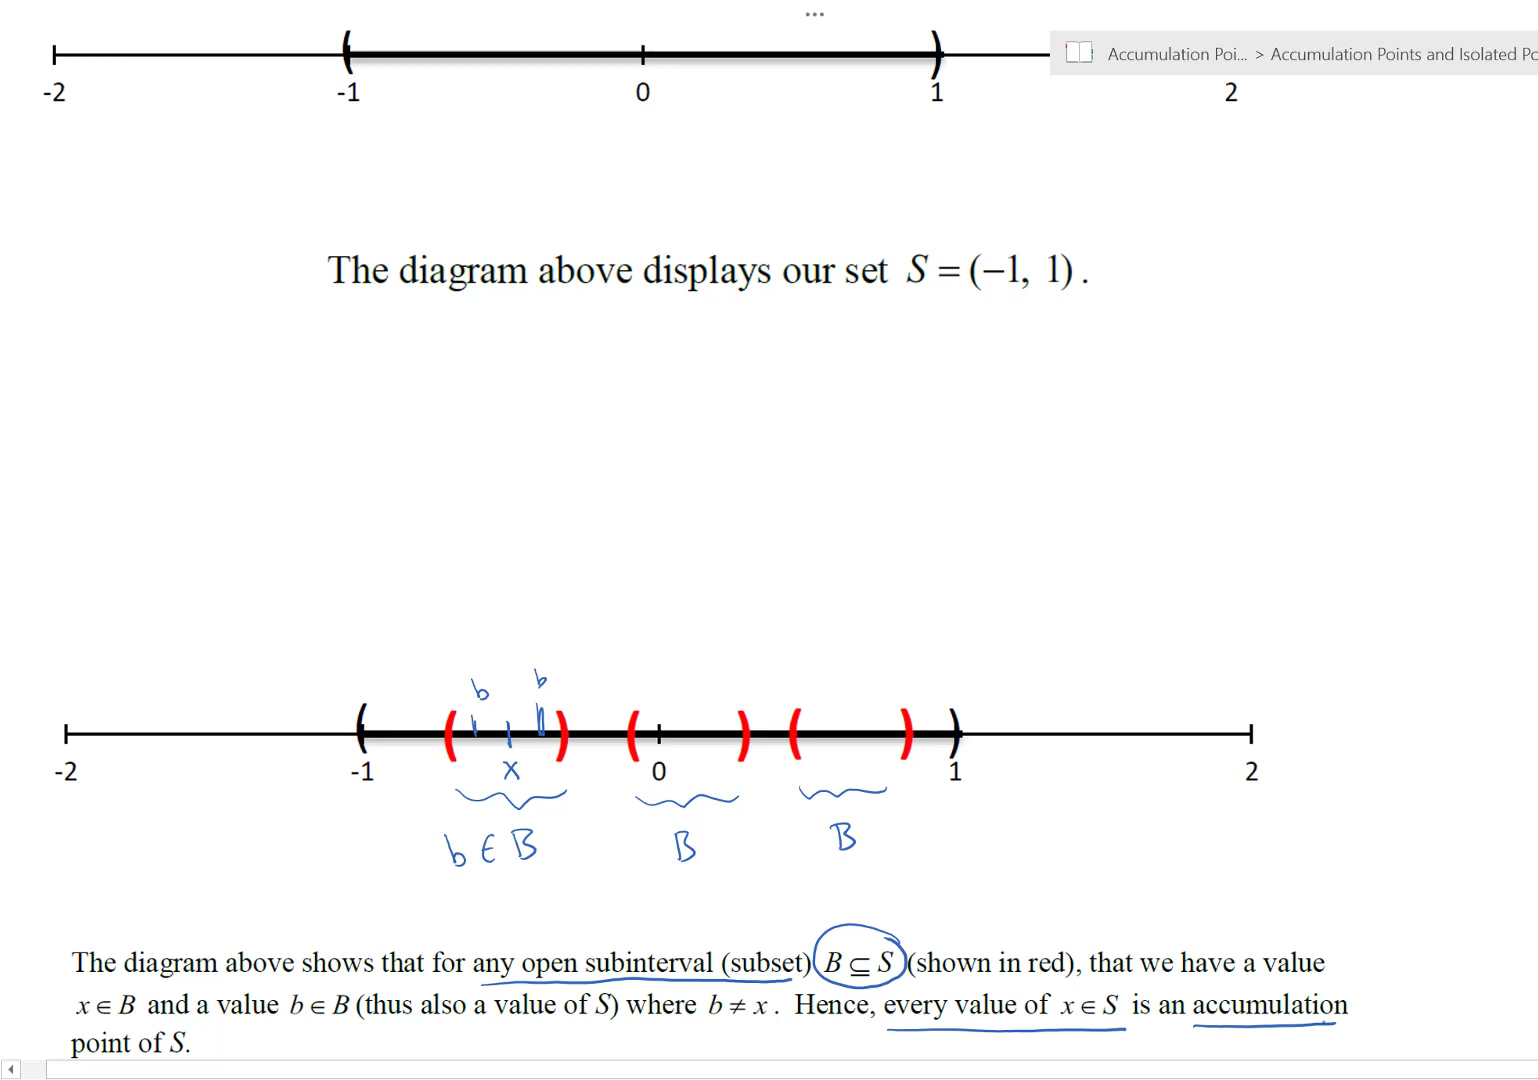 ...
Accumulation Poi... > Accumulation Points and Isolated Po
-2 -1 0 1 2
The diagram above displays our set S = (−1, 1).
b b
-2 -1 x 0 1 2
b ∈ B B B
The diagram above shows that for any open subinterval (subset) B ⊆ S (shown in red), that we have a value
x ∈ B and a value b ∈ B (thus also a value of S) where b ≠ x. Hence, every value of x ∈ S is an accumulation
point of S.